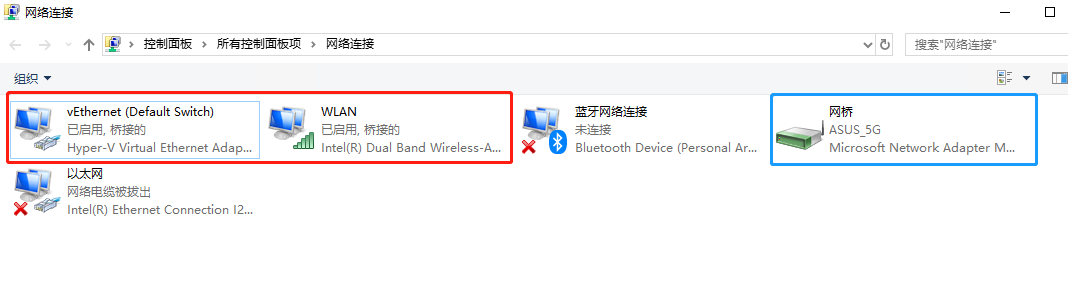 网络连接
控制面板 所有控制面板项 网络连接
搜索"网络连接"
组织
vEthernet (Default Switch)
已启用, 桥接的
Hyper-V Virtual Ethernet Adap...
WLAN
已启用, 桥接的
Intel(R) Dual Band Wireless-A...
蓝牙网络连接
未连接
Bluetooth Device (Personal Ar...
网桥
ASUS_5G
Microsoft Network Adapter M...
以太网
网络电缆被拔出
Intel(R) Ethernet Connection I2...